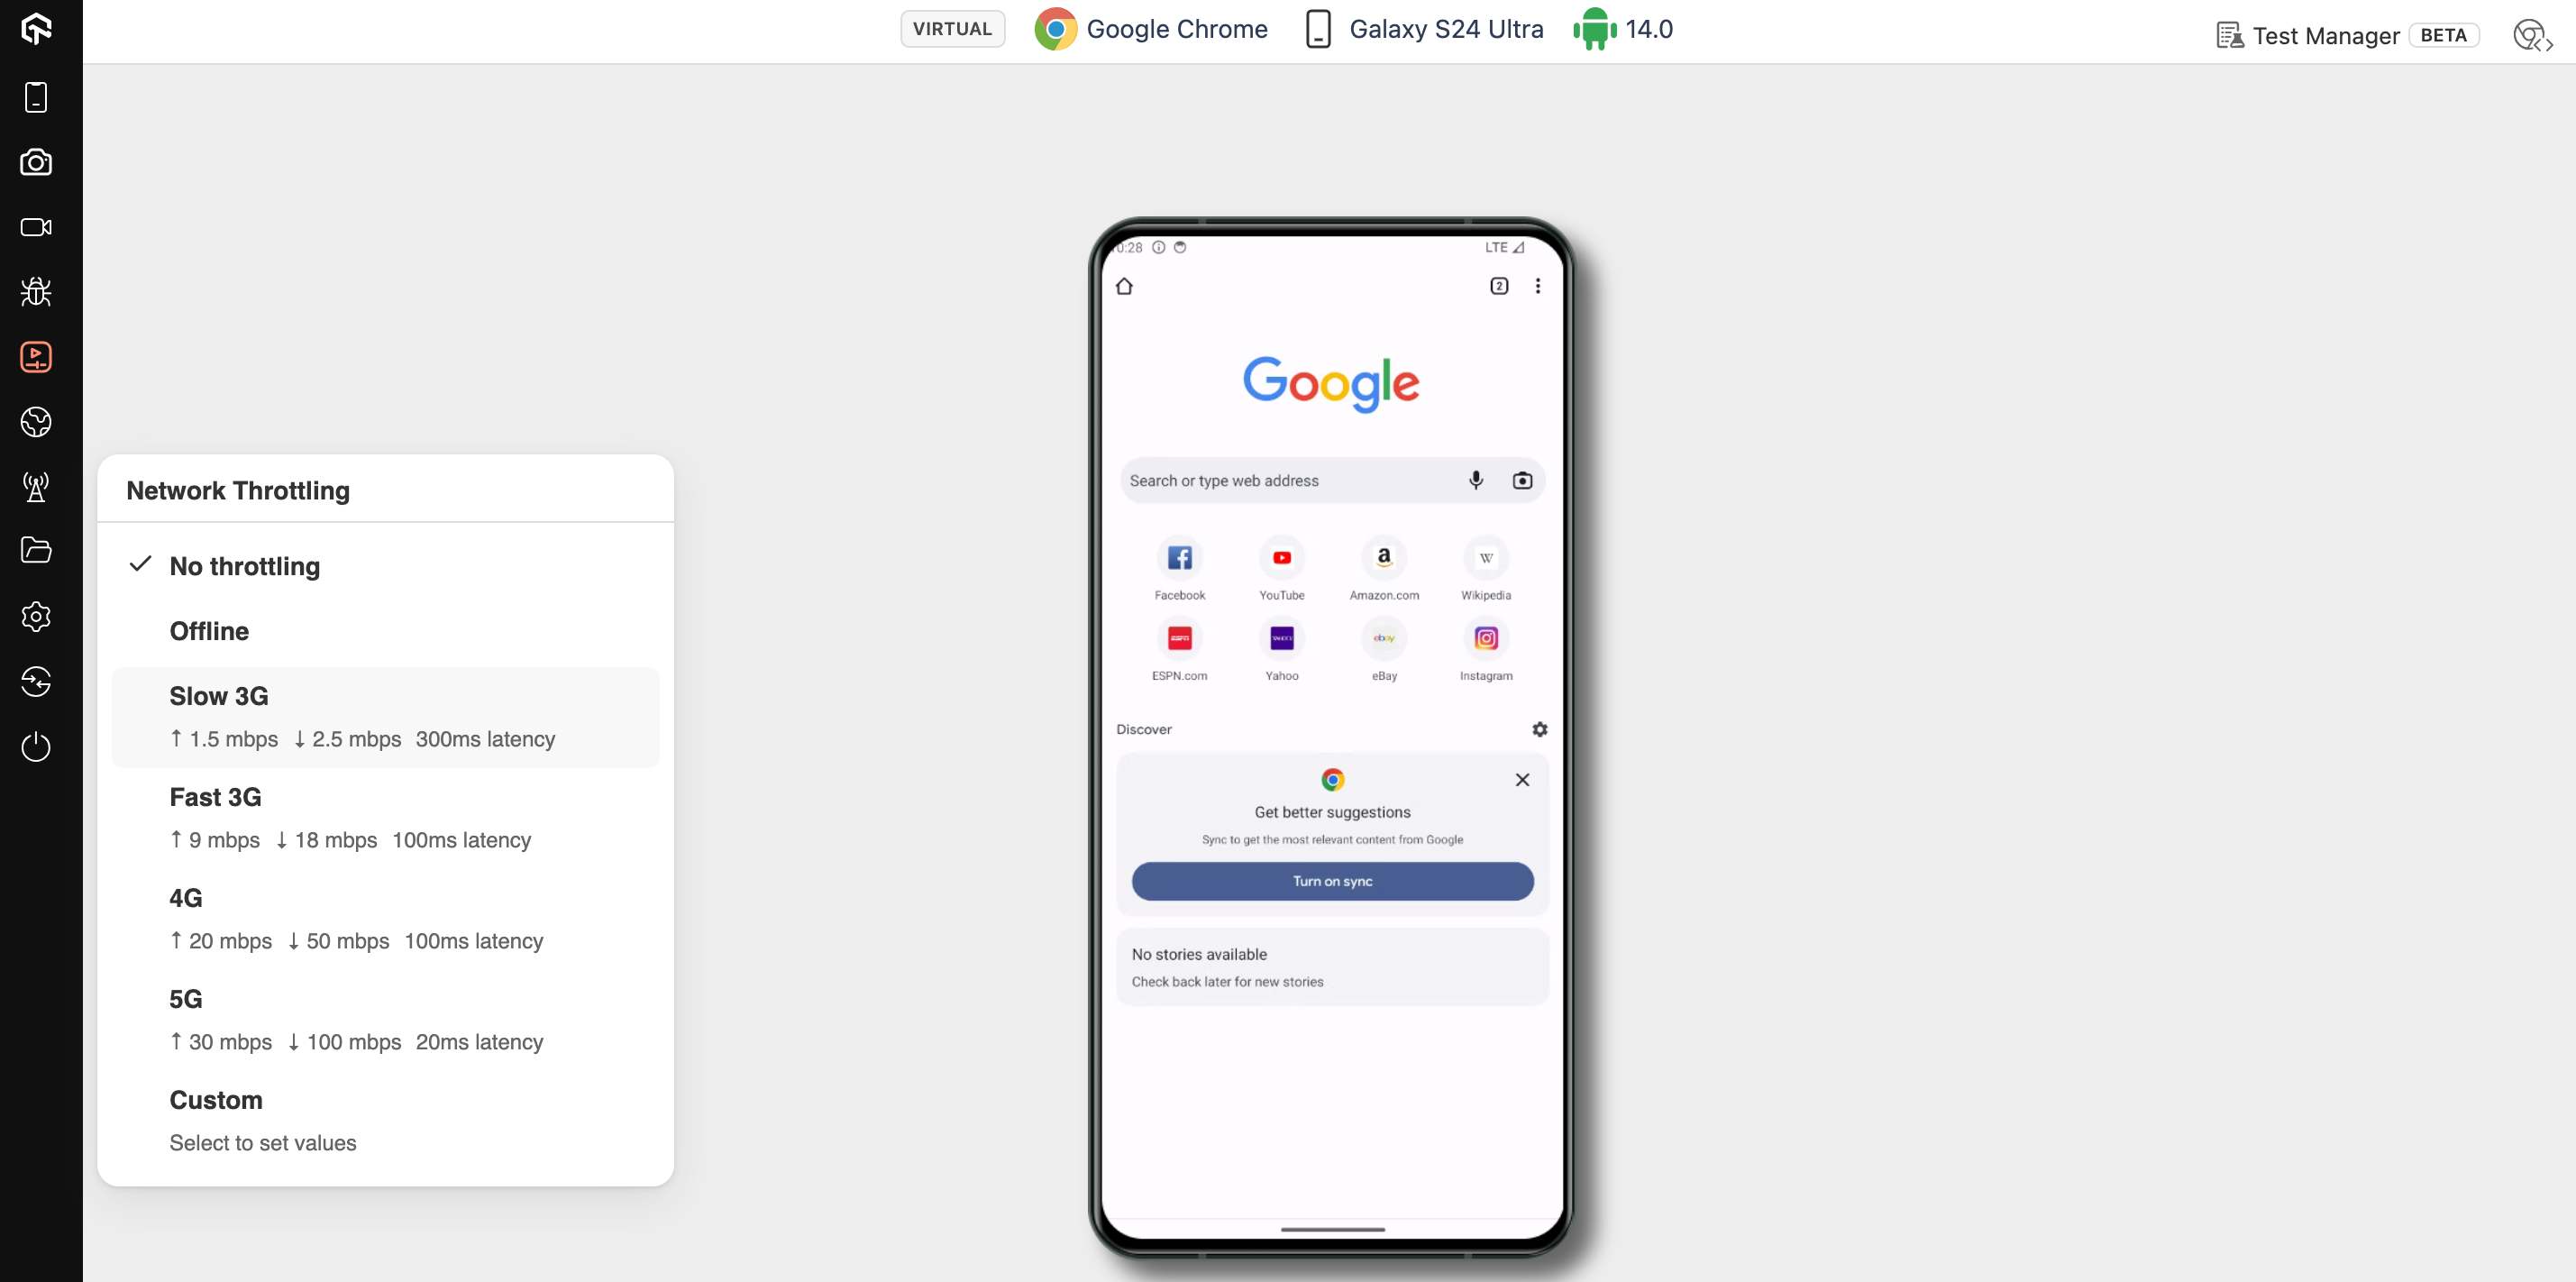 VIRTUAL Google Chrome Galaxy S24 Ultra 14.0
Test Manager BETA
Network Throttling
No throttling
Offline
Slow 3G
↑ 1.5 mbps ↓ 2.5 mbps 300ms latency
Fast 3G
↑ 9 mbps ↓ 18 mbps 100ms latency
4G
↑ 20 mbps ↓ 50 mbps 100ms latency
5G
↑ 30 mbps ↓ 100 mbps 20ms latency
Custom
Select to set values
LTE
2
Google
Search or type web address
a W
Facebook YouTube Amazon.com Wikipedia
ESPN YAHOO! ebay
ESPN.com Yahoo eBay Instagram
Discover
Get better suggestions
Sync to get the most relevant content from Google
Turn on sync
No stories available
Check back later for new stories